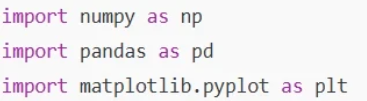 import numpy as np
import pandas as pd
import matplotlib.pyplot as plt